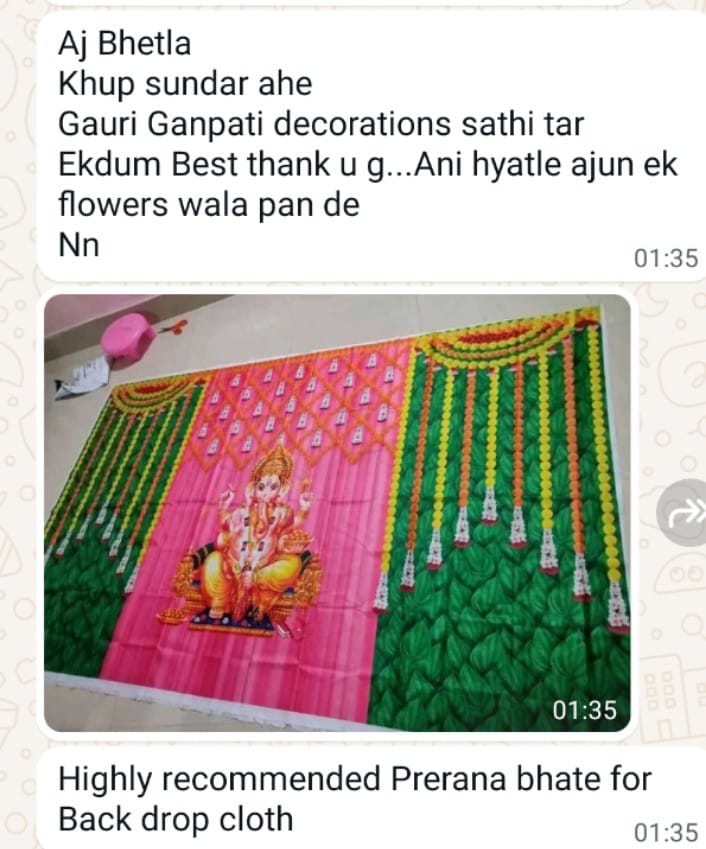 Aj Bhetla
Khup sundar ahe
Gauri Ganpati decorations sathi tar
Ekdum Best thank u g...Ani hyatle ajun ek
flowers wala pan de
Nn
01:35
01:35
Highly recommended Prerana bhate for
Back drop cloth
01:35